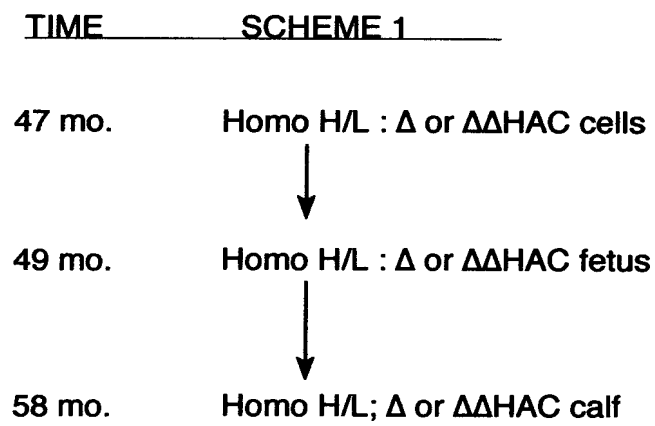 TIME SCHEME 1
47 mo. Homo H/L : Δ or ΔΔHAC cells
49 mo. Homo H/L : Δ or ΔΔHAC fetus
58 mo. Homo H/L; Δ or ΔΔHAC calf